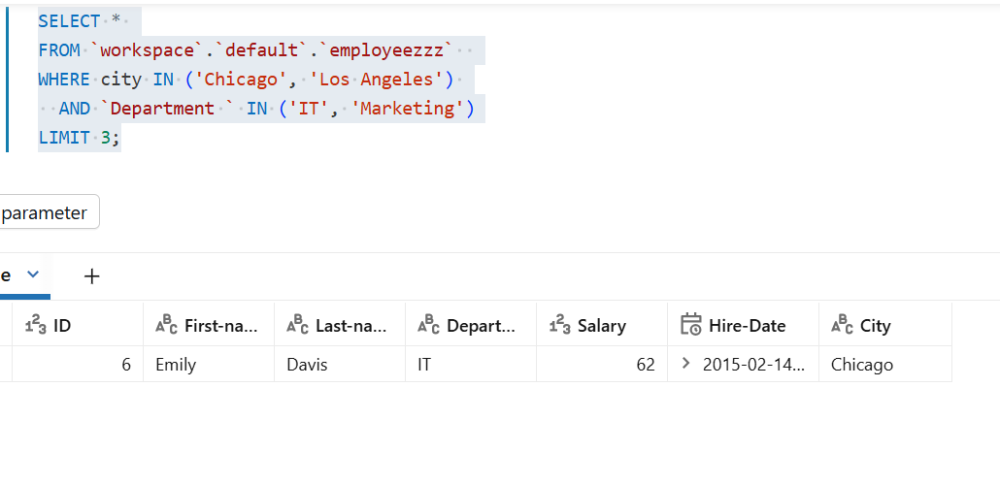 SELECT *
FROM `workspace`.`default`.`employeezzz`
WHERE city IN ('Chicago', 'Los Angeles')
  AND `Department ` IN ('IT', 'Marketing')
LIMIT 3;
parameter
e
+
ID First-na... Last-na... Depart... Salary Hire-Date City
6 Emily Davis IT 62 2015-02-14... Chicago